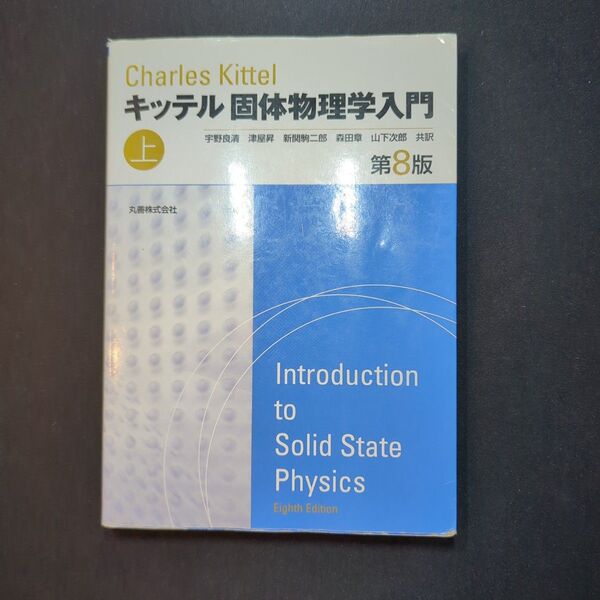 Charles Kittel
キッテル 固体物理学入門
上
宇野良清 津屋昇 新関駒二郎 森田章 山下次郎 共訳
第8版
丸善株式会社
Introduction
to
Solid State
Physics
Eighth Edition